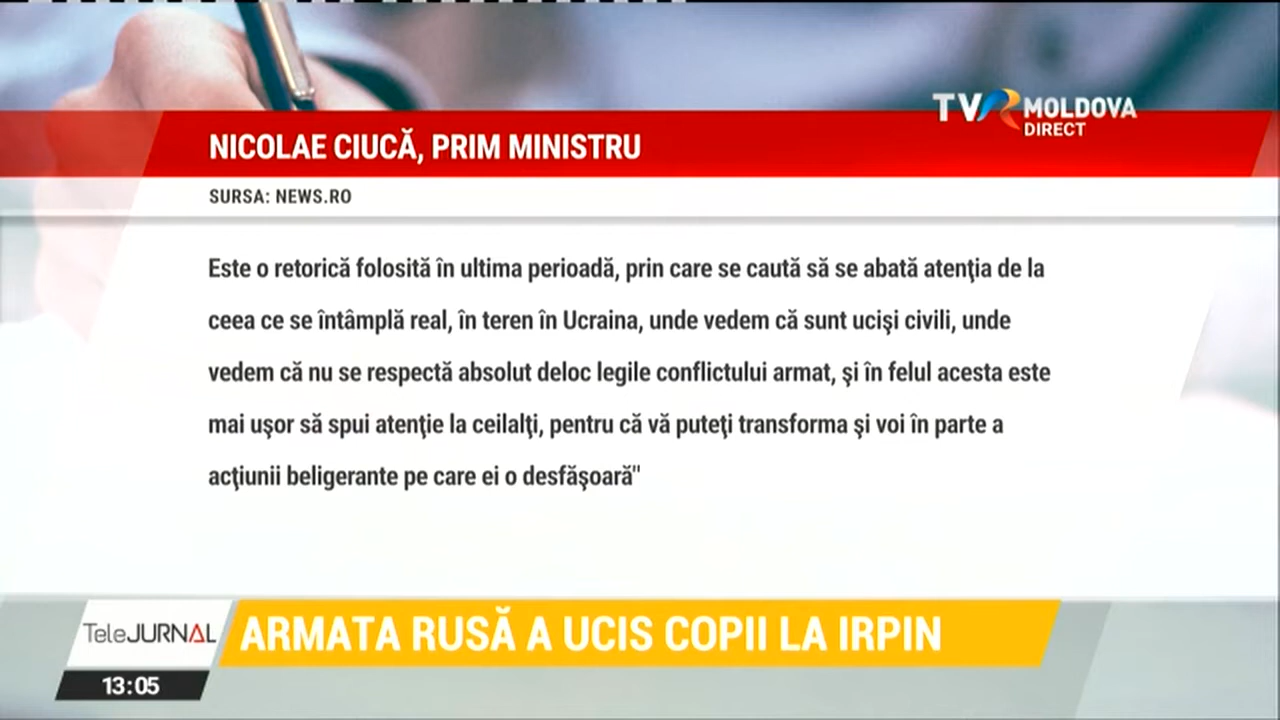 TVR MOLDOVA
DIRECT
NICOLAE CIUCĂ, PRIM MINISTRU
SURSA: NEWS.RO
Este o retorică folosită în ultima perioadă, prin care se caută să se abată atenţia de la
ceea ce se întâmplă real, în teren în Ucraina, unde vedem că sunt ucişi civili, unde
vedem că nu se respectă absolut deloc legile conflictului armat, şi în felul acesta este
mai uşor să spui atenţie la ceilalţi, pentru că vă puteţi transforma şi voi în parte a
acţiunii beligerante pe care ei o desfăşoară"
TeleJURNAL
ARMATA RUSĂ A UCIS COPII LA IRPIN
13:05